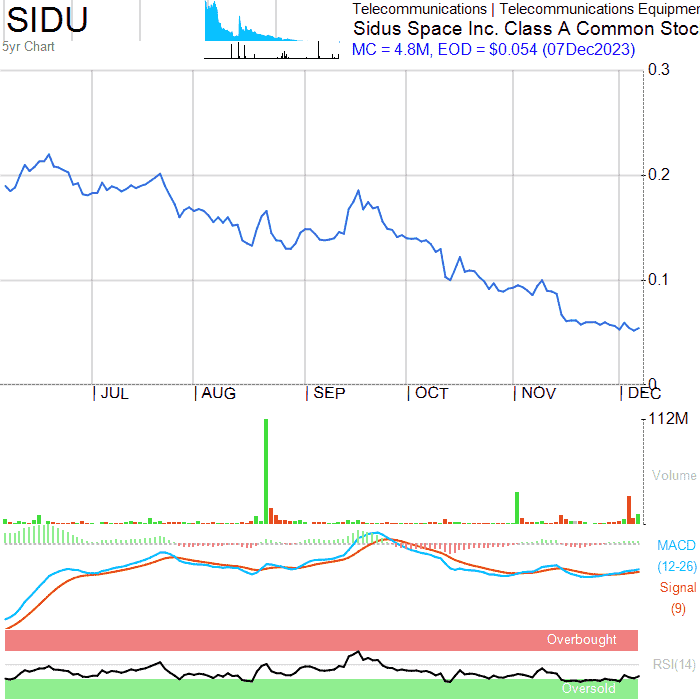 SIDU
5yr Chart
Telecommunications | Telecommunications Equipmen
Sidus Space Inc. Class A Common Stoc
MC = 4.8M, EOD = $0.054 (07Dec2023)
0.3
0.2
0.1
0
JUL
AUG
SEP
OCT
NOV
DEC
112M
Volume
MACD
(12-26)
Signal
(9)
Overbought
RSI(14)
Oversold